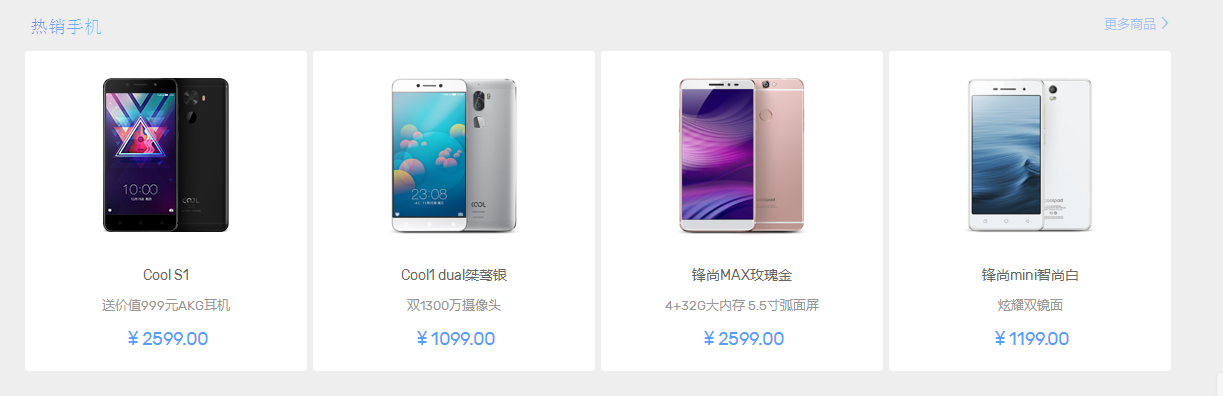 热销手机
更多商品 >
10:00
COOL
23:08
COOL
Cool S1
送价值999元AKG耳机
¥ 2599.00
Cool1 dual桀骜银
双1300万摄像头
¥ 1099.00
锋尚MAX玫瑰金
4+32G大内存 5.5寸弧面屏
¥ 2599.00
锋尚mini智尚白
炫耀双镜面
¥ 1199.00